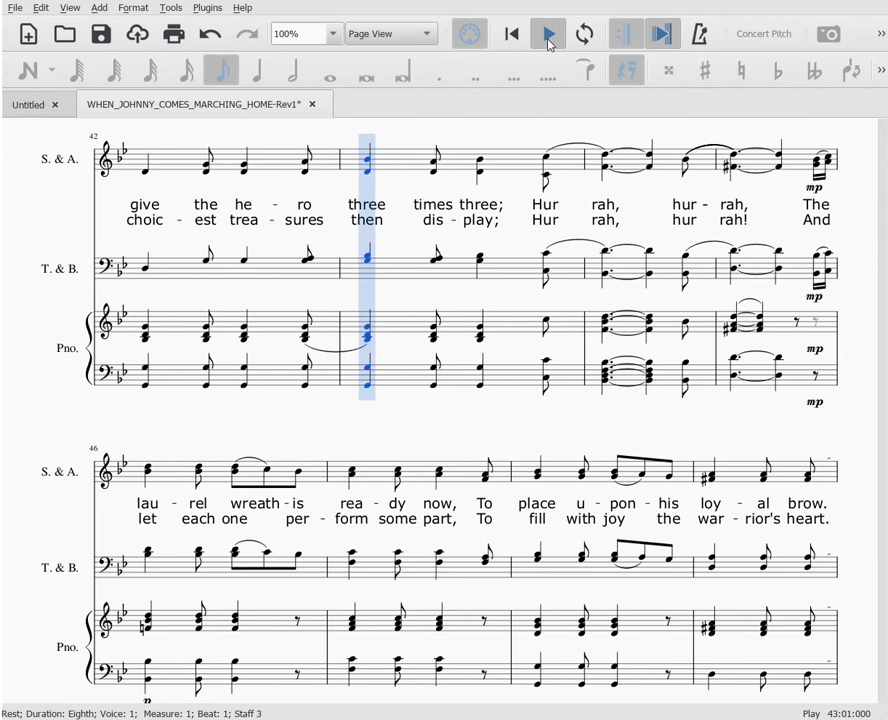 File Edit View Add Format Tools Plugins Help
100% Page View Concert Pitch
Untitled WHEN_JOHNNY_COMES_MARCHING_HOME-Rev1*
42
S. & A.
mp
give the he - ro three times three; Hur rah, hur - rah, The
choic - est trea - sures then dis - play; Hur rah, hur rah! And
T. & B.
mp
Pno.
mp
mp
46
S. & A.
lau - rel wreath - is rea - dy now, To place u - pon - his loy - al brow.
let each one per - form some part, To fill with joy the war - rior's heart.
T. & B.
Pno.
p
Rest; Duration: Eighth; Voice: 1; Measure: 1; Beat: 1; Staff 3 Play 43:01:000